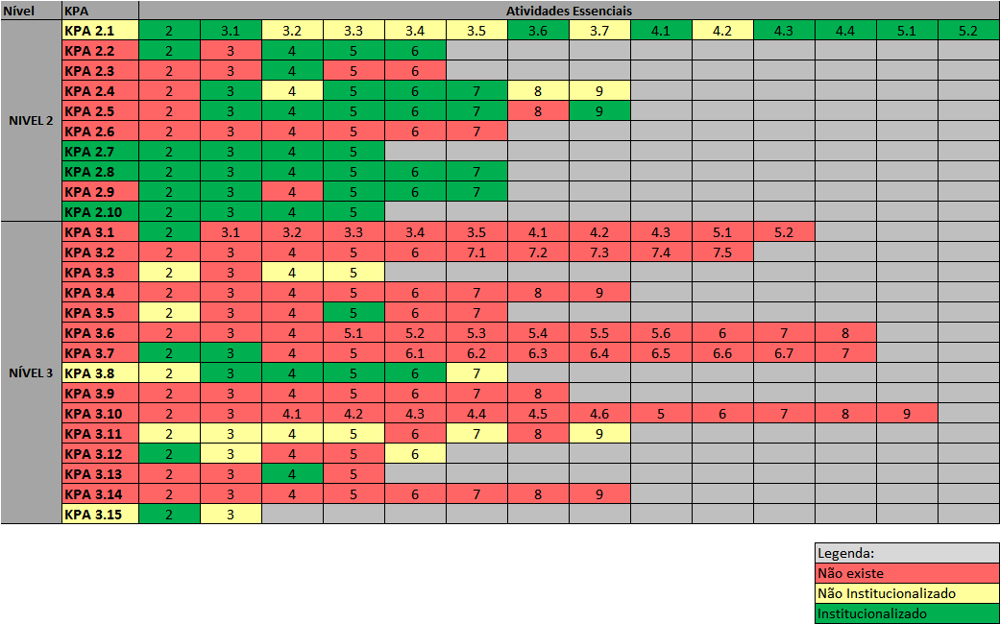 Nível KPA Atividades Essenciais
KPA 2.1 2 3.1 3.2 3.3 3.4 3.5 3.6 3.7 4.1 4.2 4.3 4.4 5.1 5.2
KPA 2.2 2 3 4 5 6
KPA 2.3 2 3 4 5 6
KPA 2.4 2 3 4 5 6 7 8 9
NIVEL 2 KPA 2.5 2 3 4 5 6 7 8 9
KPA 2.6 2 3 4 5 6 7
KPA 2.7 2 3 4 5
KPA 2.8 2 3 4 5 6 7
KPA 2.9 2 3 4 5 6 7
KPA 2.10 2 3 4 5
KPA 3.1 2 3.1 3.2 3.3 3.4 3.5 4.1 4.2 4.3 5.1 5.2
KPA 3.2 2 3 4 5 6 7.1 7.2 7.3 7.4 7.5
KPA 3.3 2 3 4 5
KPA 3.4 2 3 4 5 6 7 8 9
KPA 3.5 2 3 4 5 6 7
KPA 3.6 2 3 4 5.1 5.2 5.3 5.4 5.5 5.6 6 7 8
KPA 3.7 2 3 4 5 6.1 6.2 6.3 6.4 6.5 6.6 6.7 7
NÍVEL 3 KPA 3.8 2 3 4 5 6 7
KPA 3.9 2 3 4 5 6 7 8
KPA 3.10 2 3 4.1 4.2 4.3 4.4 4.5 4.6 5 6 7 8 9
KPA 3.11 2 3 4 5 6 7 8 9
KPA 3.12 2 3 4 5 6
KPA 3.13 2 3 4 5
KPA 3.14 2 3 4 5 6 7 8 9
KPA 3.15 2 3
Legenda:
Não existe
Não Institucionalizado
Institucionalizado